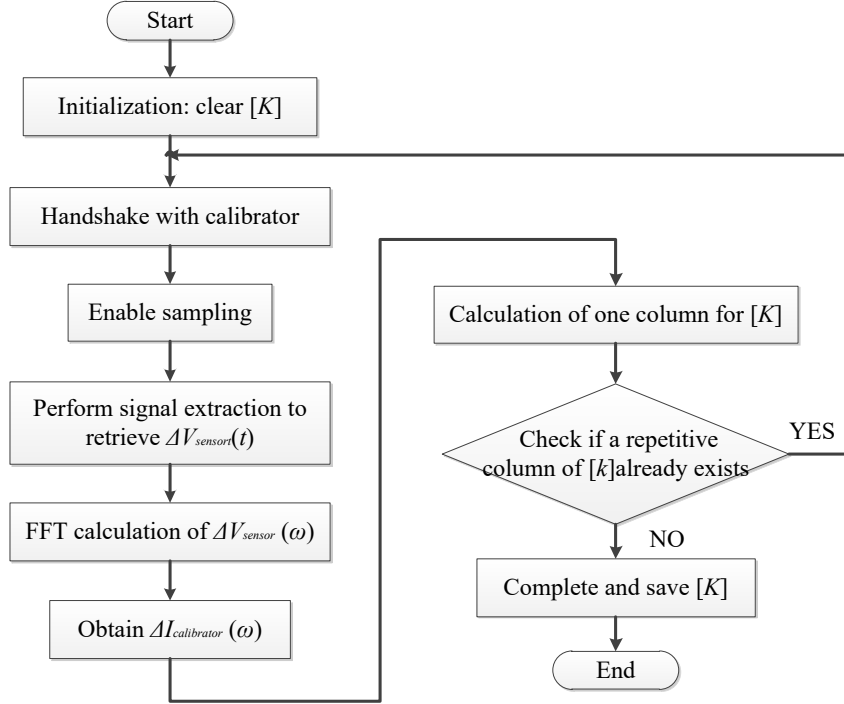 Start
Initialization: clear [K]
Handshake with calibrator
Enable sampling
Perform signal extraction to
retrieve ΔVsensort(t)
FFT calculation of ΔVsensor (ω)
Obtain ΔIcalibrator (ω)
Calculation of one column for [K]
Check if a repetitive
column of [k]already exists
YES
NO
Complete and save [K]
End